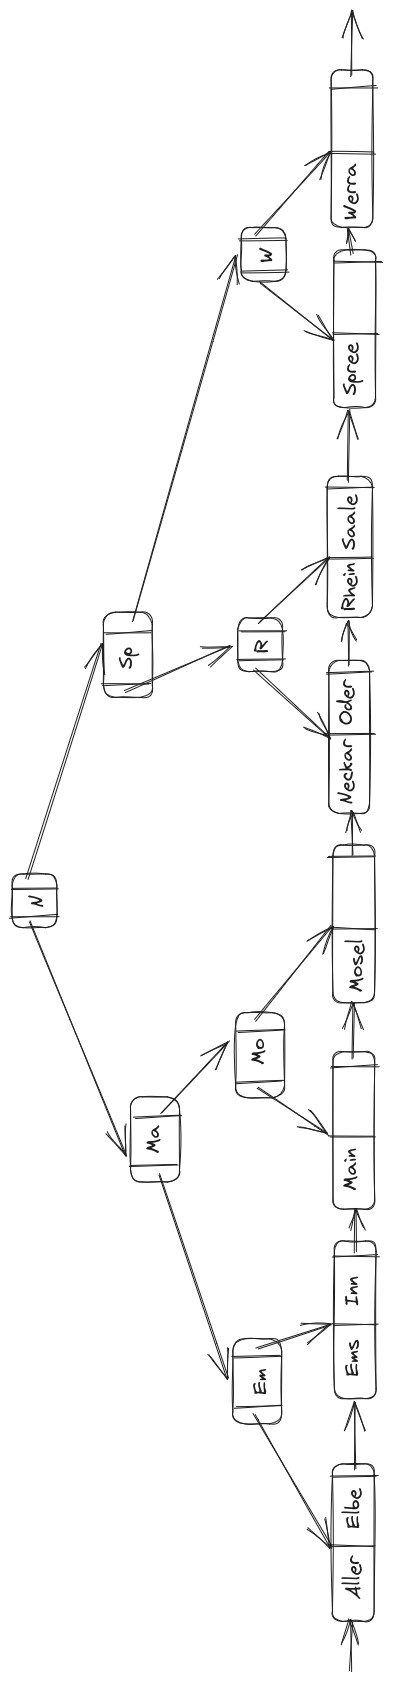 N
Ma
Sp
Em
Mo
R
W
Aller Elbe
Ems Inn
Main
Mosel
Neckar Oder
Rhein Saale
Spree
Werra